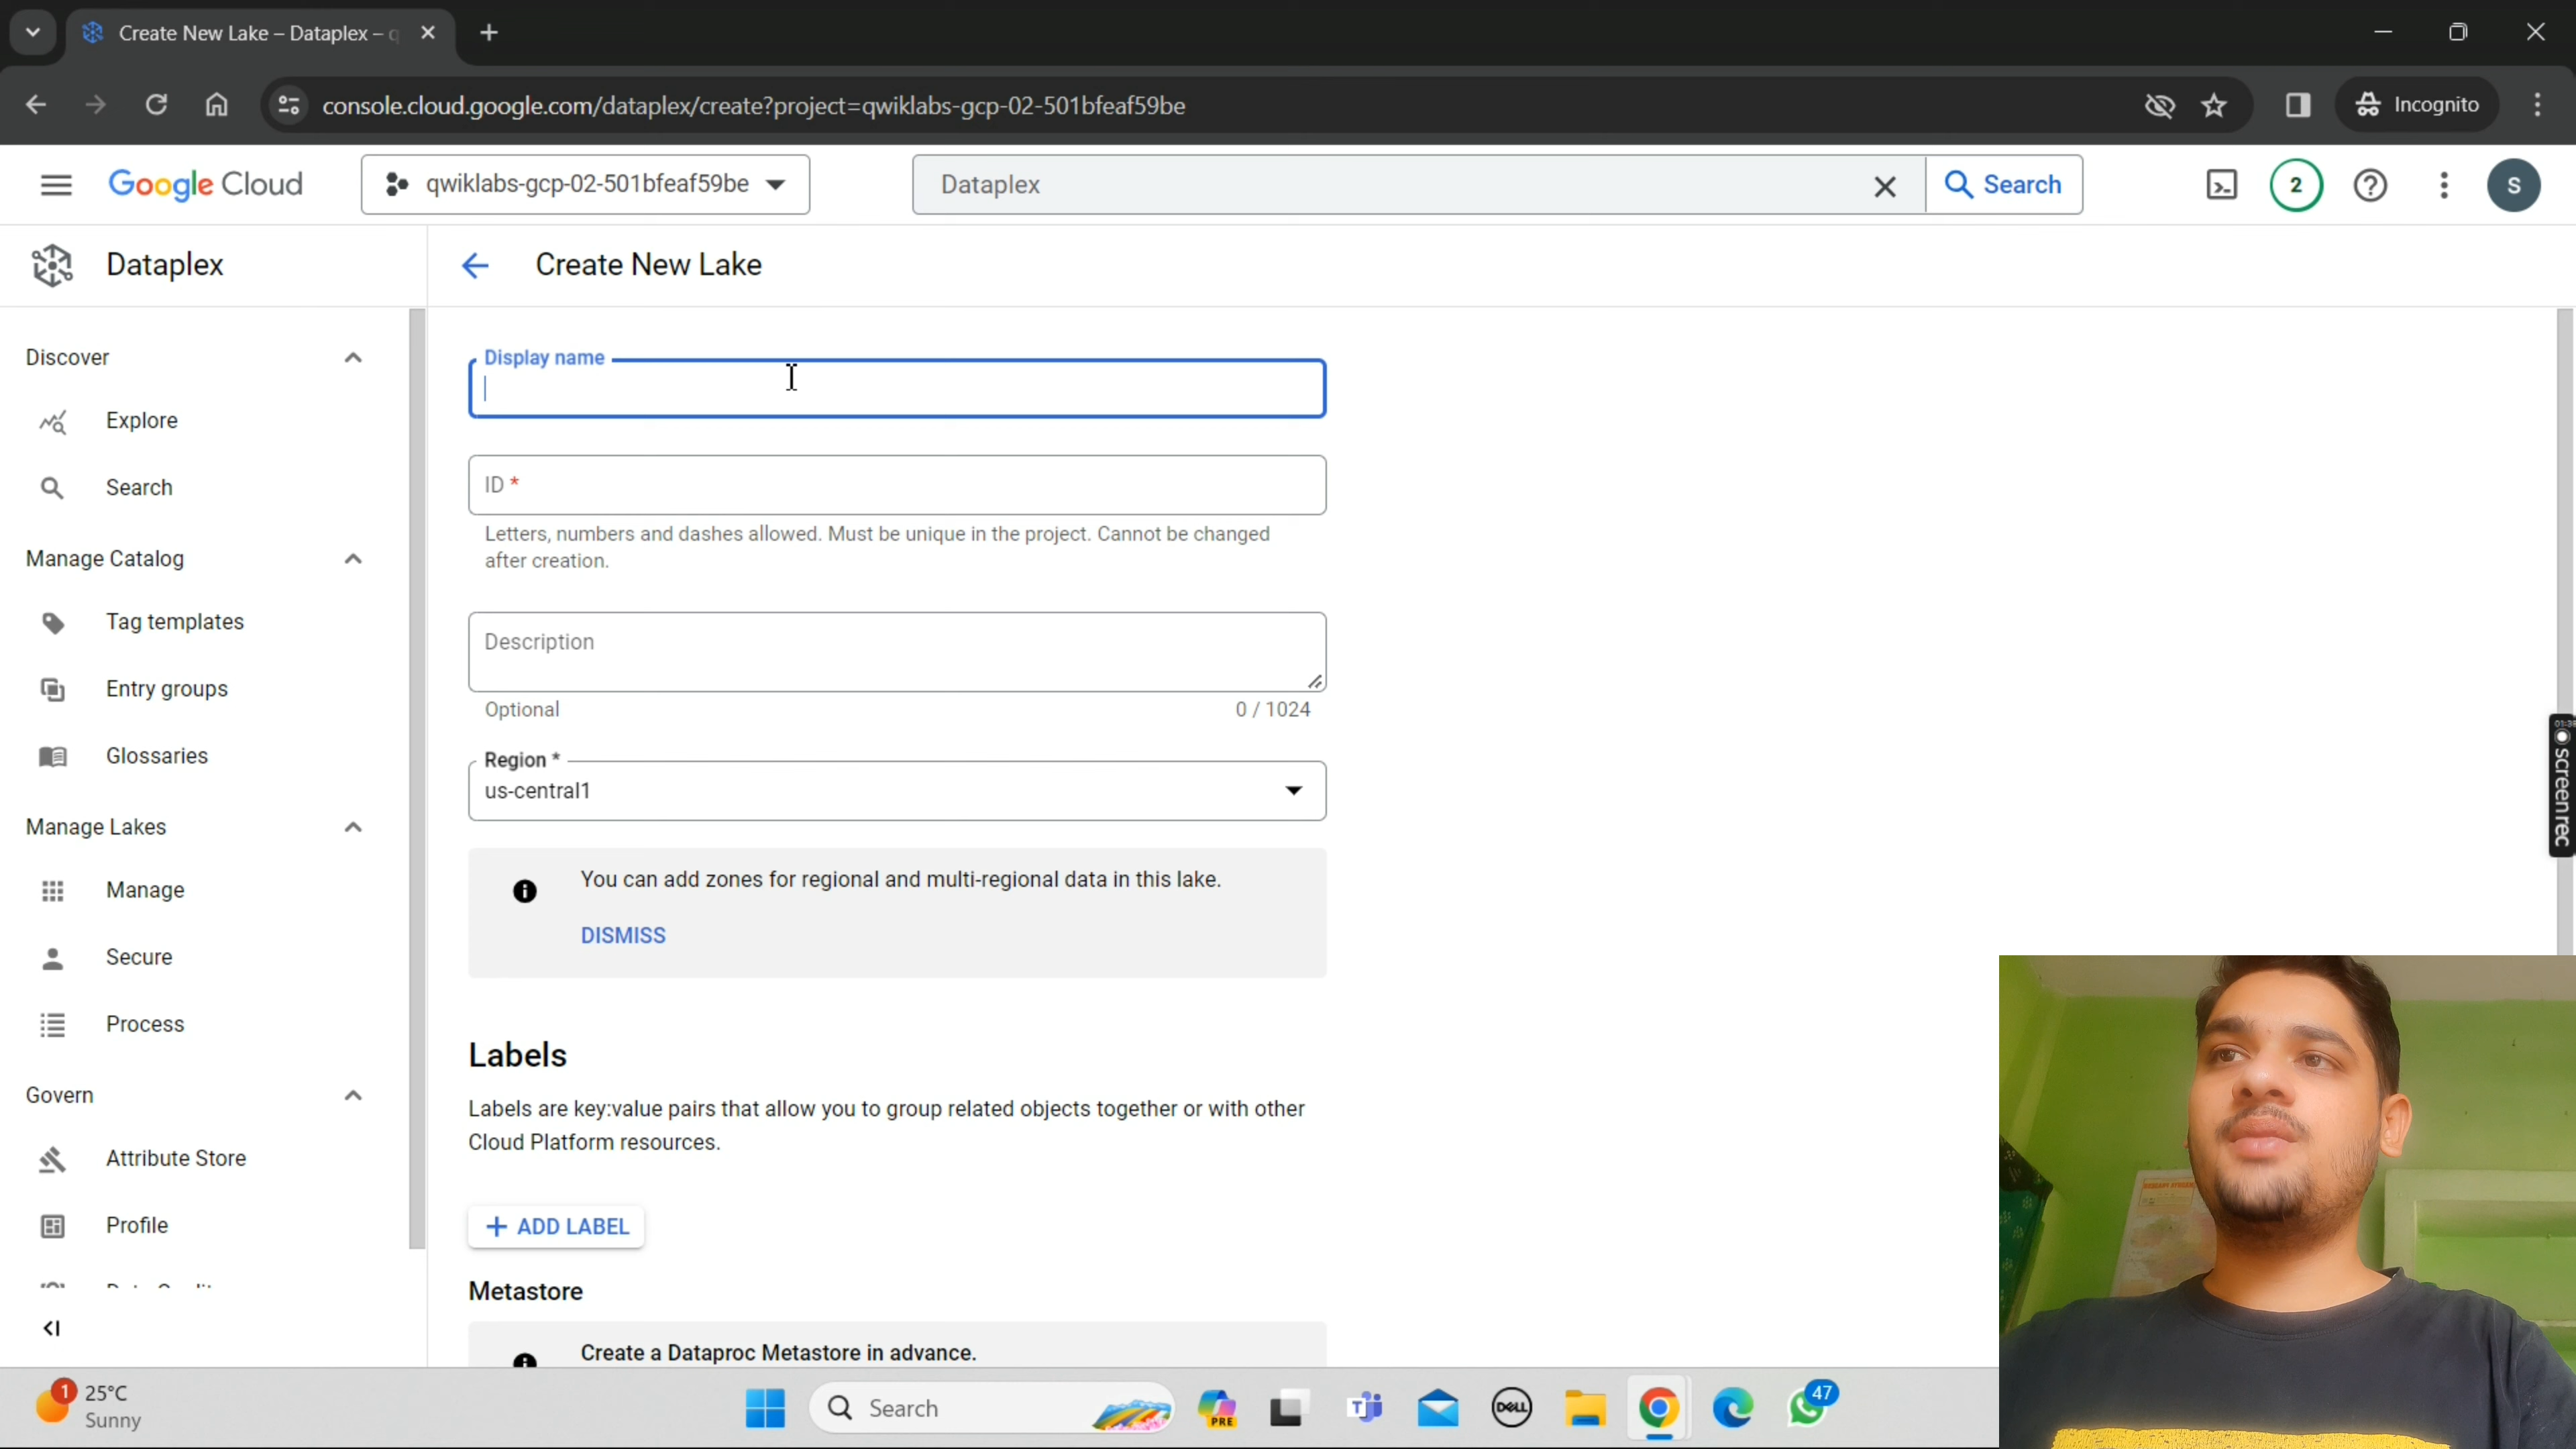 Create New Lake – Dataplex – q
console.cloud.google.com/dataplex/create?project=qwiklabs-gcp-02-501bfeaf59be
Incognito
Google Cloud
qwiklabs-gcp-02-501bfeaf59be
Dataplex
Search
2
S
Dataplex
Create New Lake
Discover
Explore
Search
Manage Catalog
Tag templates
Entry groups
Glossaries
Manage Lakes
Manage
Secure
Process
Govern
Attribute Store
Profile
Display name
ID *
Letters, numbers and dashes allowed. Must be unique in the project. Cannot be changed
after creation.
Description
Optional
0 / 1024
Region *
us-central1
You can add zones for regional and multi-regional data in this lake.
DISMISS
Labels
Labels are key:value pairs that allow you to group related objects together or with other
Cloud Platform resources.
+ ADD LABEL
Metastore
Create a Dataproc Metastore in advance.
screenrec
1
25°C
Sunny
Search
PRE
T
DELL
47